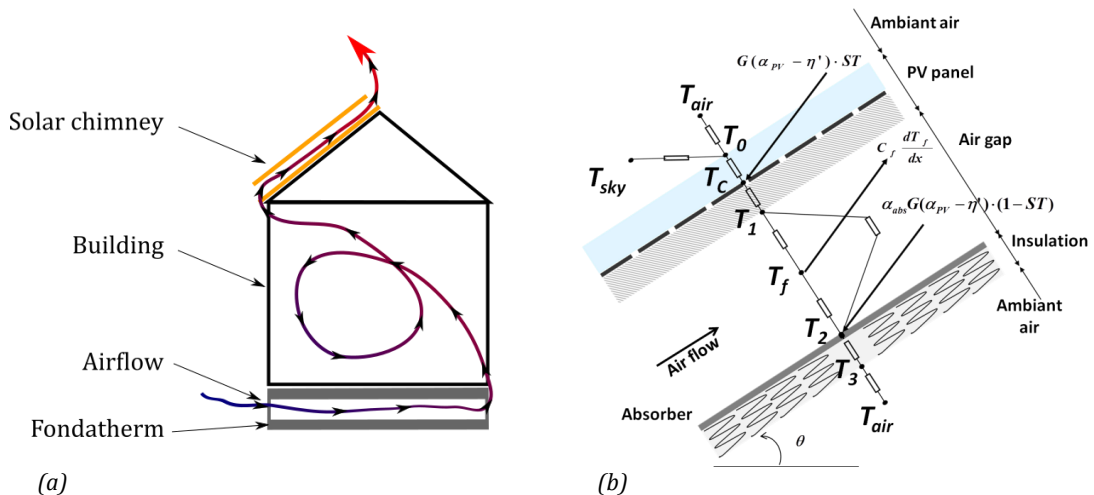 Solar chimney
Building
Airflow
Fondatherm
(a)
Ambiant air
G(α_PV − η')·ST
PV panel
T_air
T_0
Air gap
C_f dT_f/dx
T_sky
T_C
T_1
α_abs G(α_PV − η')·(1−ST)
Insulation
T_f
Ambiant
air
T_2
Air flow
T_3
Absorber
T_air
θ
(b)